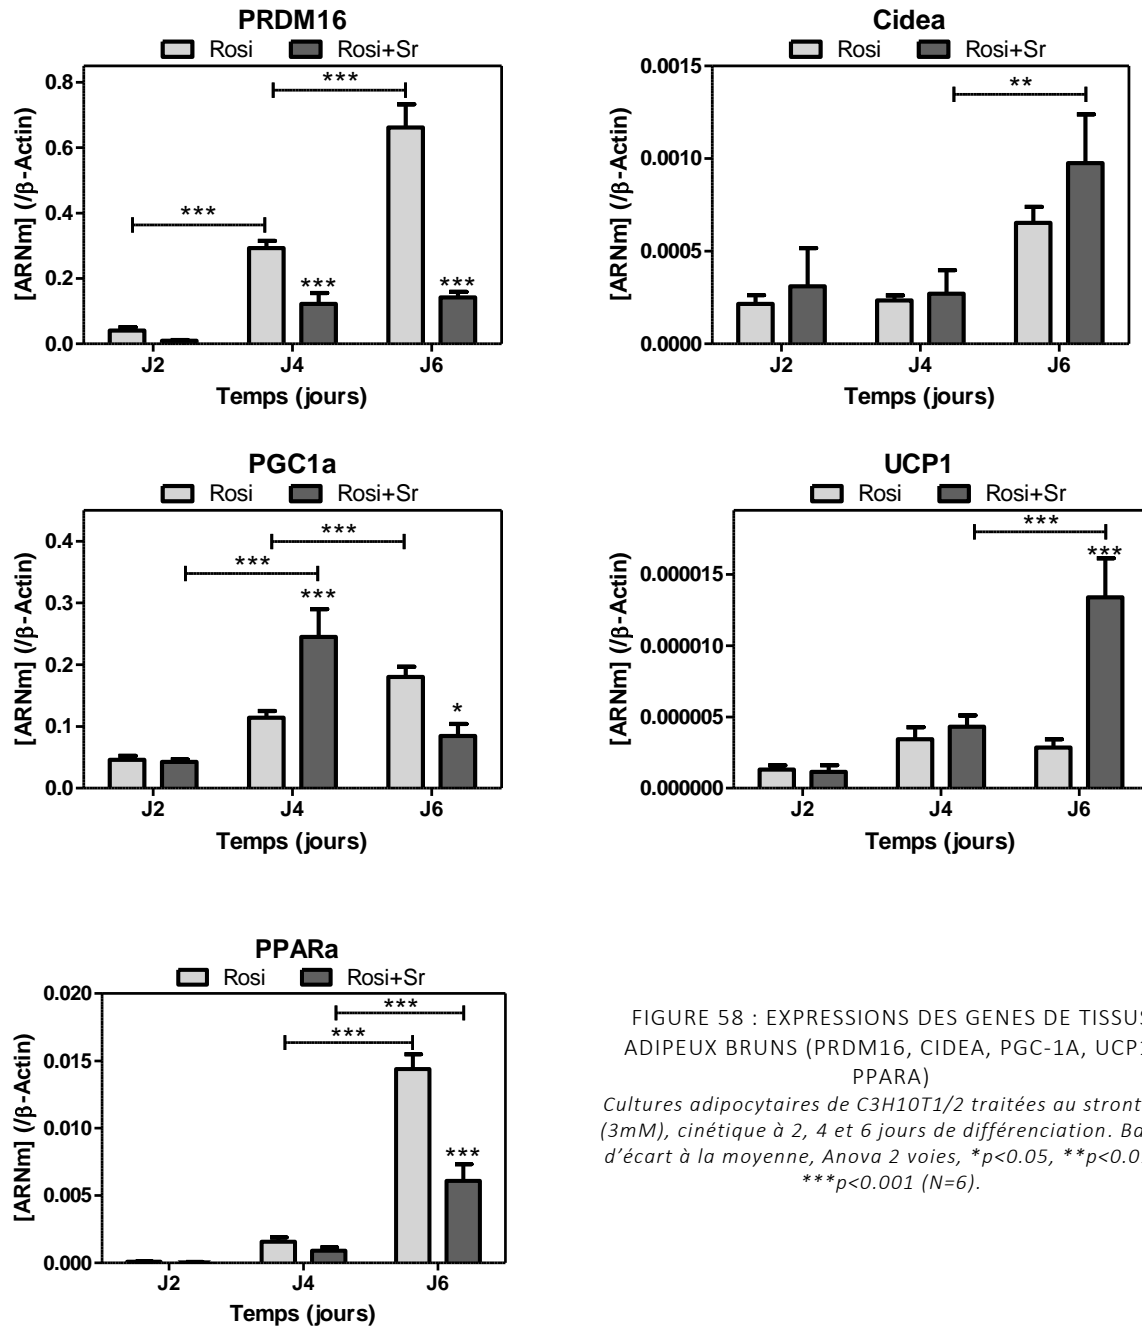 PRDM16
Rosi Rosi+Sr
[ARNm] (/β-Actin)
0.8
0.6
0.4
0.2
0.0
***
***
***
***
J2 J4 J6
Temps (jours)
Cidea
Rosi Rosi+Sr
[ARNm] (/β-Actin)
0.0015
0.0010
0.0005
0.0000
**
J2 J4 J6
Temps (jours)
PGC1a
Rosi Rosi+Sr
[ARNm] (/β-Actin)
0.4
0.3
0.2
0.1
0.0
***
***
***
*
J2 J4 J6
Temps (jours)
UCP1
Rosi Rosi+Sr
[ARNm] (/β-Actin)
0.000015
0.000010
0.000005
0.000000
***
***
J2 J4 J6
Temps (jours)
PPARa
Rosi Rosi+Sr
[ARNm] (/β-Actin)
0.020
0.015
0.010
0.005
0.000
***
***
***
J2 J4 J6
Temps (jours)
FIGURE 58 : EXPRESSIONS DES GENES DE TISSUS
ADIPEUX BRUNS (PRDM16, CIDEA, PGC-1A, UCP1
PPARA)
Cultures adipocytaires de C3H10T1/2 traitées au
(3mM), cinétique à 2, 4 et 6 jours de différenciation.
d'écart à la moyenne, Anova 2 voies, *p<0.05,
***p<0.001 (N=6).